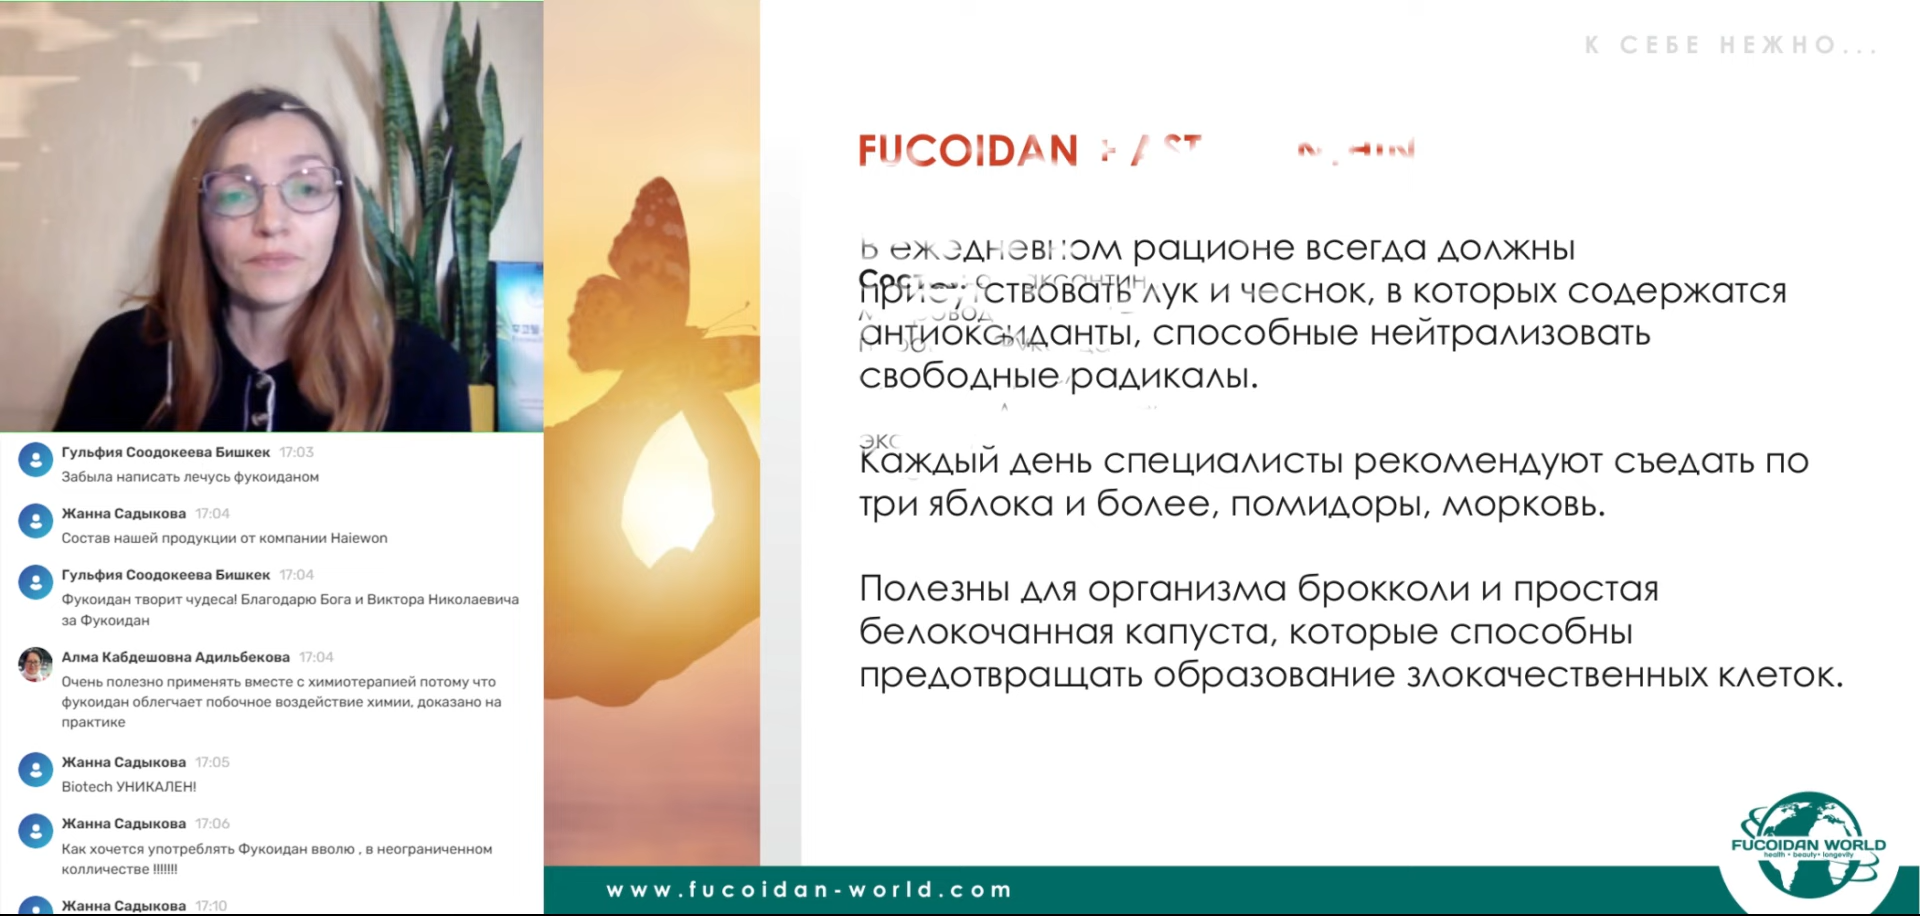 Гульфия Соодокеева Бишкек 17:03
Забыла написать лечусь фукоиданом
Жанна Садыкова 17:04
Состав нашей продукции от компании Haiewon
Гульфия Соодокеева Бишкек 17:04
Фукоидан творит чудеса! Благодарю Бога и Виктора Николаевича
за Фукоидан
Алма Кабдешовна Адильбекова 17:04
Очень полезно применять вместе с химиотерапией потому что
фукоидан облегчает побочное воздействие химии, доказано на
практике
Жанна Садыкова 17:05
Biotech УНИКАЛЕН!
Жанна Садыкова 17:06
Как хочется употреблять Фукоидан вволю , в неограниченном
колличестве !!!!!!!
Жанна Садыкова 17:10
К СЕБЕ НЕЖНО...
FUCOIDAN +
В ежедневном рационе всегда должны
присутствовать лук и чеснок, в которых содержатся
антиоксиданты, способные нейтрализовать
свободные радикалы.
Каждый день специалисты рекомендуют съедать по
три яблока и более, помидоры, морковь.
Полезны для организма брокколи и простая
белокочанная капуста, которые способны
предотвращать образование злокачественных клеток.
FUCOIDAN WORLD
health • beauty • longevity
www.fucoidan-world.com